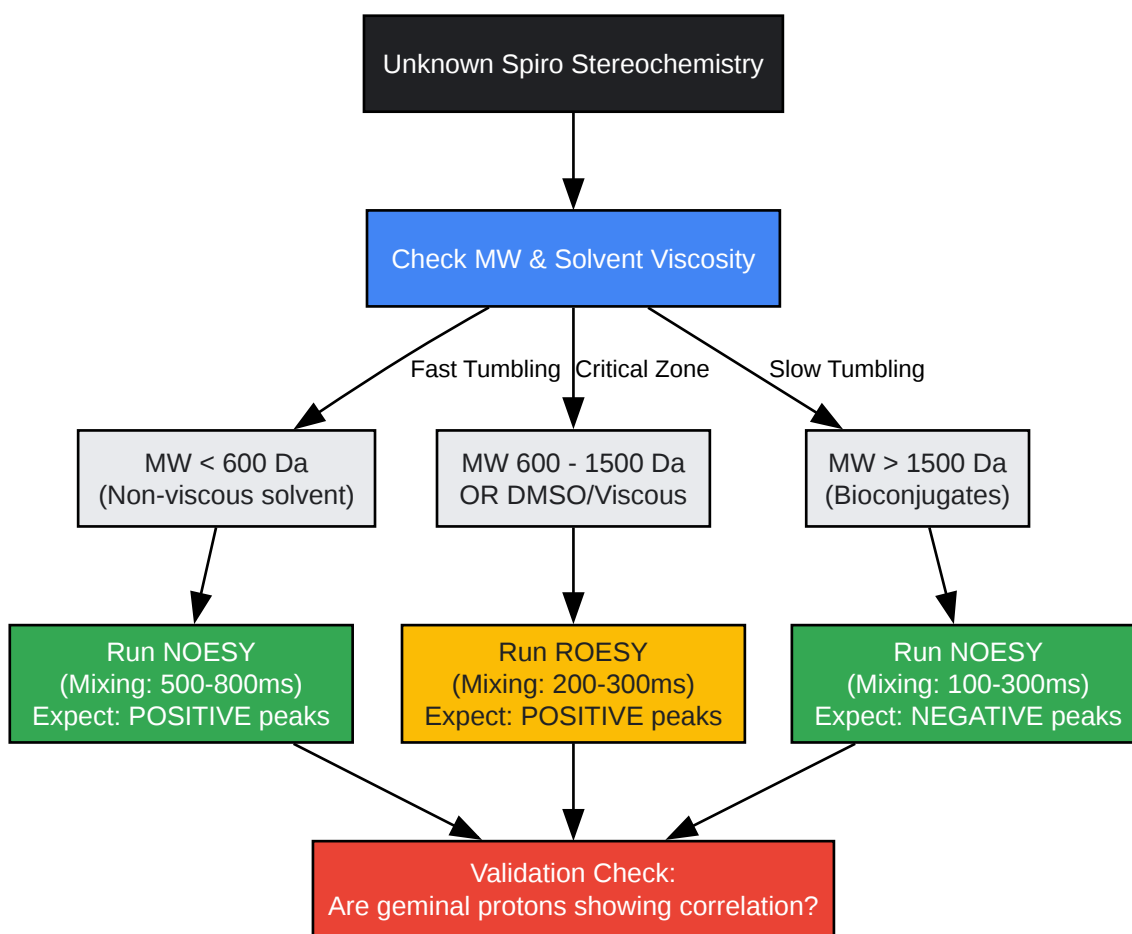 Unknown Spiro Stereochemistry
Check MW & Solvent Viscosity
Fast Tumbling
Critical Zone
Slow Tumbling
MW < 600 Da
(Non-viscous solvent)
MW 600 - 1500 Da
OR DMSO/Viscous
MW > 1500 Da
(Bioconjugates)
Run NOESY
(Mixing: 500-800ms)
Expect: POSITIVE peaks
Run ROESY
(Mixing: 200-300ms)
Expect: POSITIVE peaks
Run NOESY
(Mixing: 100-300ms)
Expect: NEGATIVE peaks
Validation Check:
Are geminal protons showing correlation?